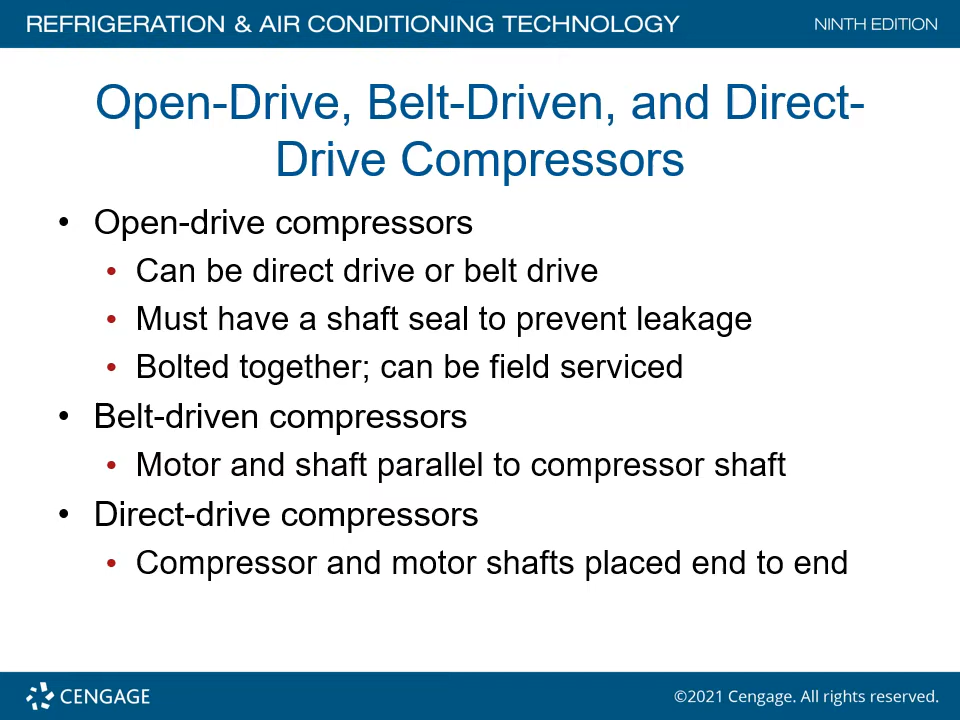 REFRIGERATION & AIR CONDITIONING TECHNOLOGY
NINTH EDITION
Open-Drive, Belt-Driven, and Direct-
Drive Compressors
• Open-drive compressors
• Can be direct drive or belt drive
• Must have a shaft seal to prevent leakage
• Bolted together; can be field serviced
• Belt-driven compressors
• Motor and shaft parallel to compressor shaft
• Direct-drive compressors
• Compressor and motor shafts placed end to end
CENGAGE
©2021 Cengage. All rights reserved.